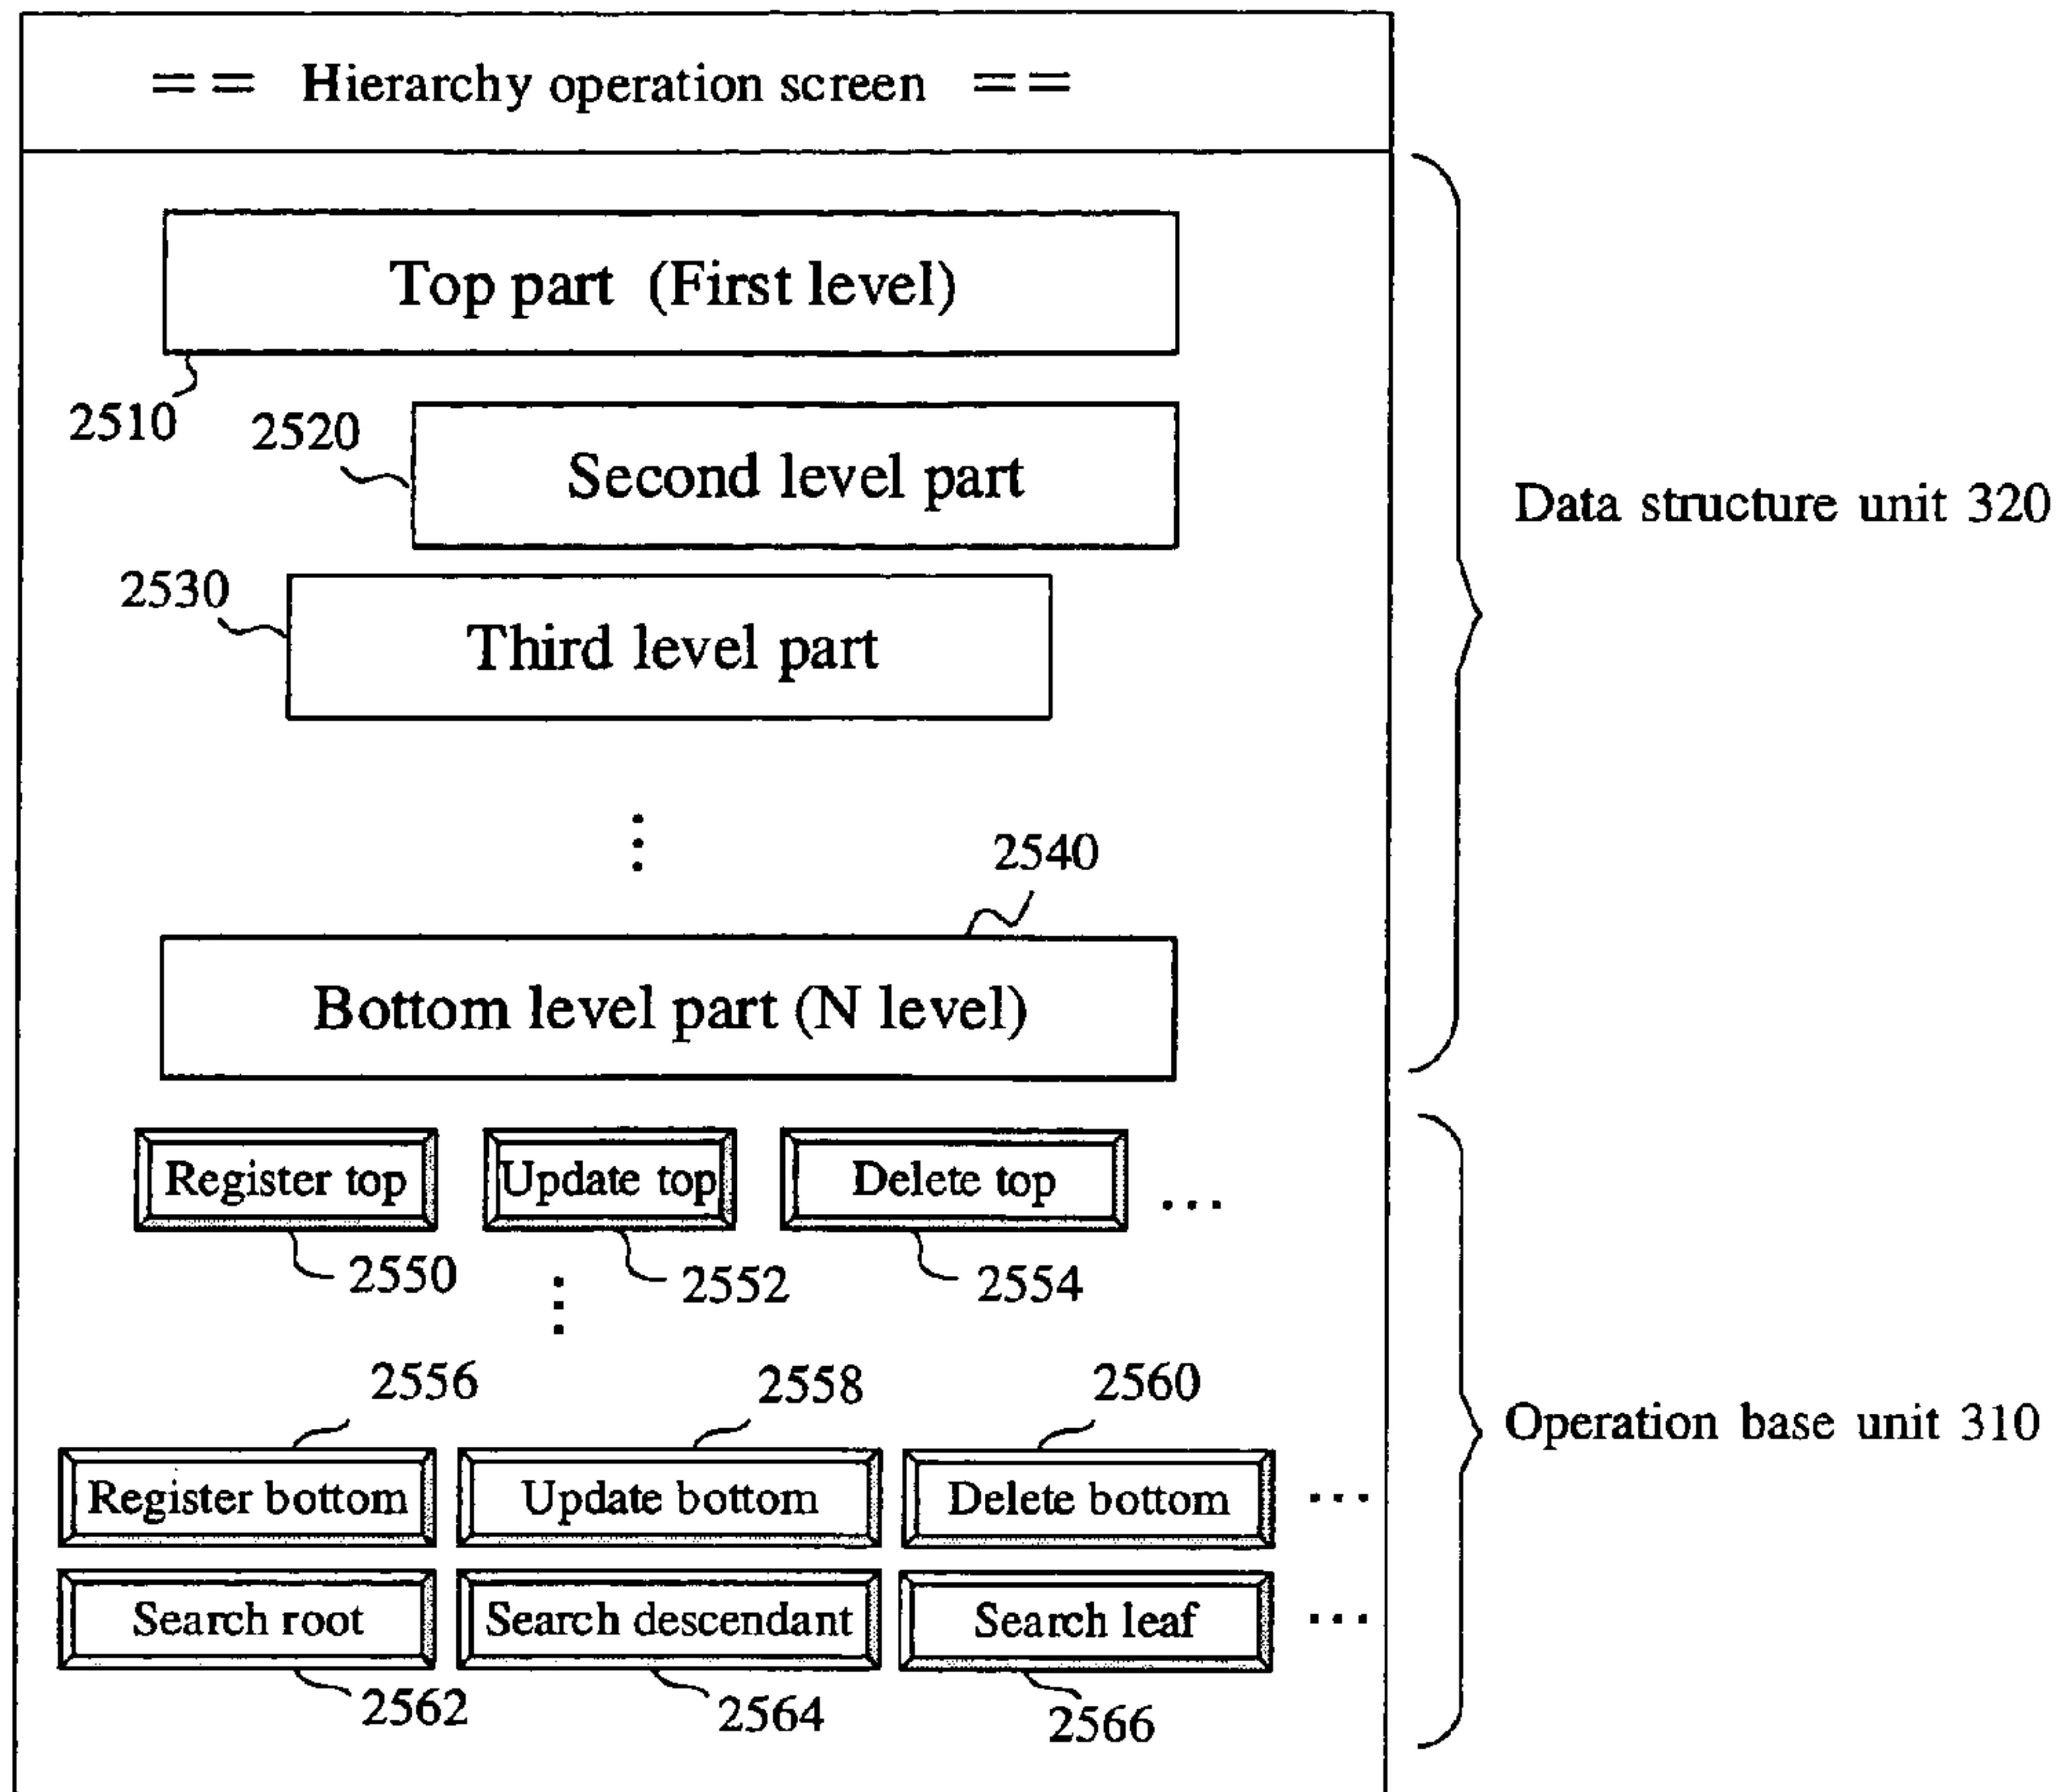 == Hierarchy operation screen ==
Top part (First level)
2510
2520
Second level part
Data structure unit 320
2530
Third level part
⋮
2540
Bottom level part (N level)
Register top Update top Delete top ...
2550 2552 2554
⋮
2556 2558 2560
Operation base unit 310
Register bottom Update bottom Delete bottom ...
Search root Search descendant Search leaf ...
2562 2564 2566